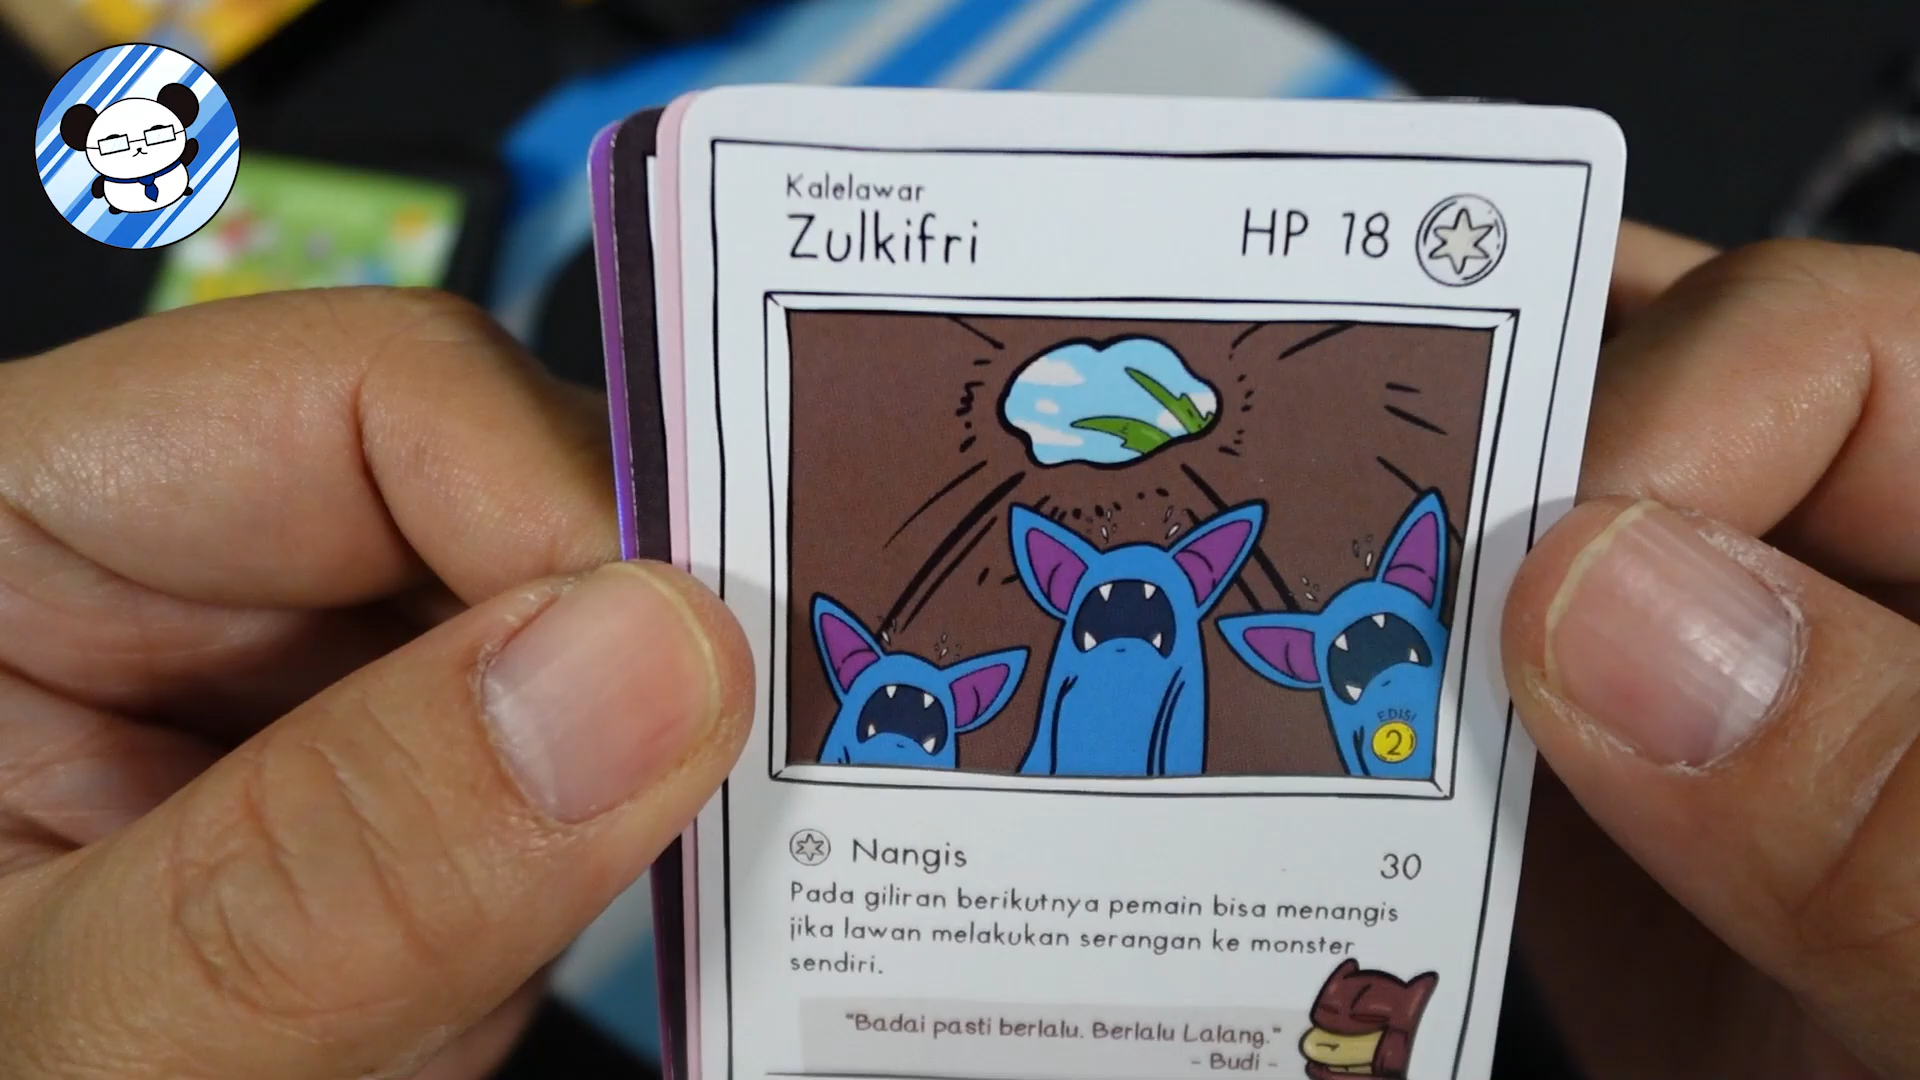 Kalelawar
Zulkifri
HP 18
EDISI
2
Nangis
30
Pada giliran berikutnya pemain bisa menangis
jika lawan melakukan serangan ke monster
sendiri.
"Badai pasti berlalu. Berlalu Lalang."
- Budi -